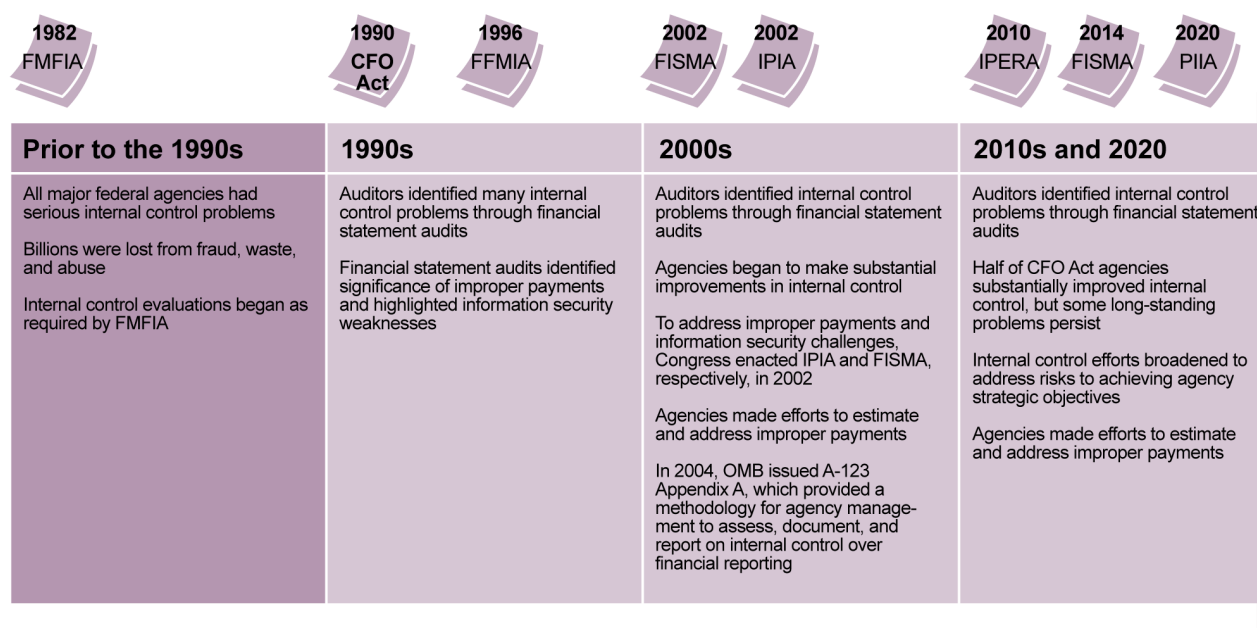 1982
FMFIA
1990
CFO
Act
1996
FFMIA
2002
FISMA
2002
IPIA
2010
IPERA
2014
FISMA
2020
PIIA
Prior to the 1990s
All major federal agencies had
serious internal control problems
Billions were lost from fraud, waste,
and abuse
Internal control evaluations began as
required by FMFIA
1990s
Auditors identified many internal
control problems through financial
statement audits
Financial statement audits identified
significance of improper payments
and highlighted information security
weaknesses
2000s
Auditors identified internal control
problems through financial statement
audits
Agencies began to make substantial
improvements in internal control
To address improper payments and
information security challenges,
Congress enacted IPIA and FISMA,
respectively, in 2002
Agencies made efforts to estimate
and address improper payments
In 2004, OMB issued A-123
Appendix A, which provided a
methodology for agency manage-
ment to assess, document, and
report on internal control over
financial reporting
2010s and 2020
Auditors identified internal control
problems through financial statement
audits
Half of CFO Act agencies
substantially improved internal
control, but some long-standing
problems persist
Internal control efforts broadened to
address risks to achieving agency
strategic objectives
Agencies made efforts to estimate
and address improper payments